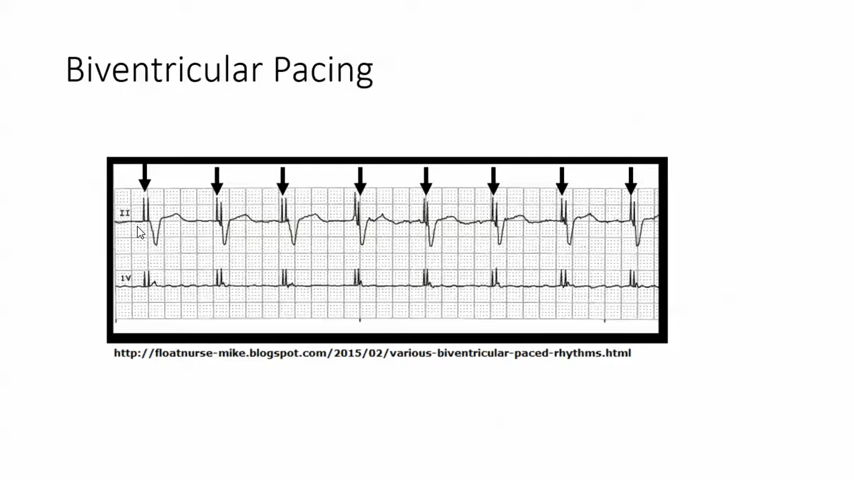 Biventricular Pacing
II
IV
http://floatnurse-mike.blogspot.com/2015/02/various-biventricular-paced-rhythms.html